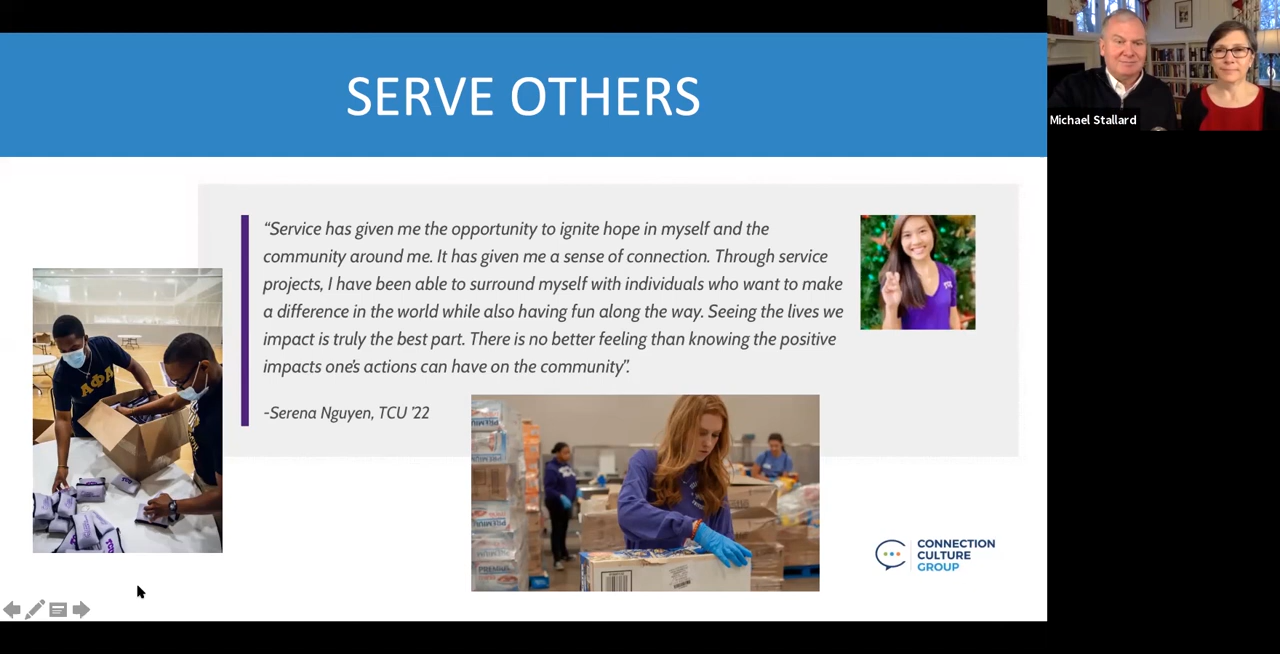 SERVE OTHERS
Michael Stallard
“Service has given me the opportunity to ignite hope in myself and the
community around me. It has given me a sense of connection. Through service
projects, I have been able to surround myself with individuals who want to make
a difference in the world while also having fun along the way. Seeing the lives we
impact is truly the best part. There is no better feeling than knowing the positive
impacts one's actions can have on the community”.
-Serena Nguyen, TCU '22
ΑΦΑ
CONNECTION
CULTURE
GROUP